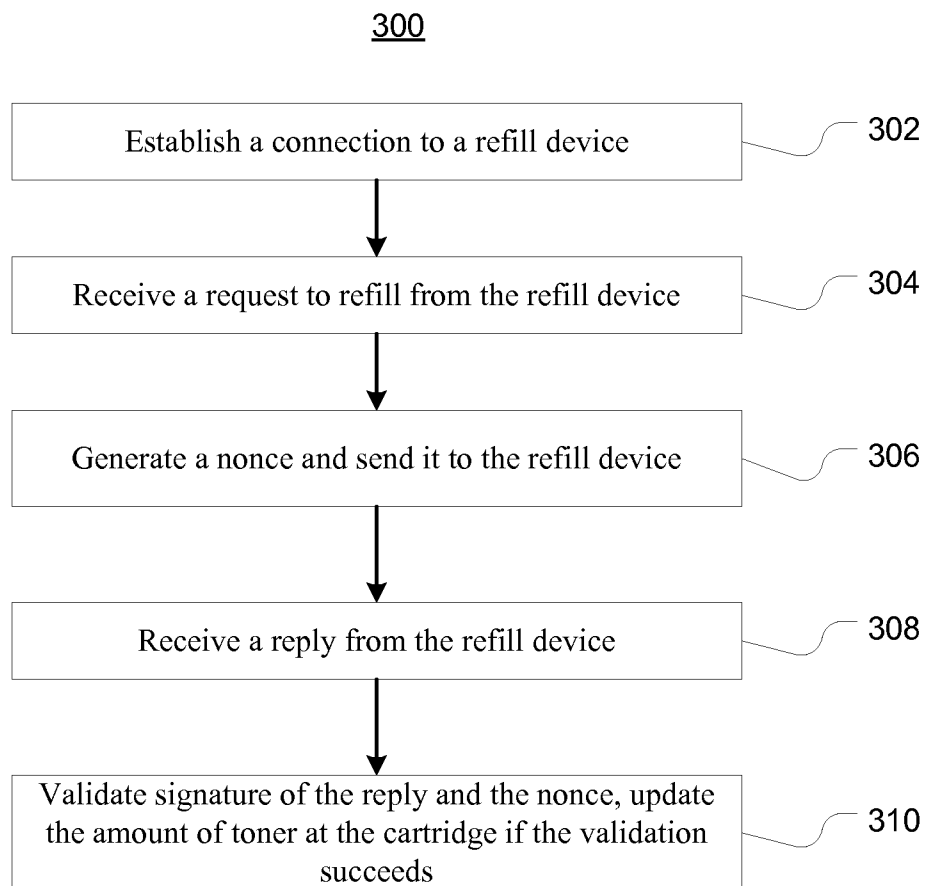 300
Establish a connection to a refill device
302
Receive a request to refill from the refill device
304
Generate a nonce and send it to the refill device
306
Receive a reply from the refill device
308
Validate signature of the reply and the nonce, update
the amount of toner at the cartridge if the validation
succeeds
310